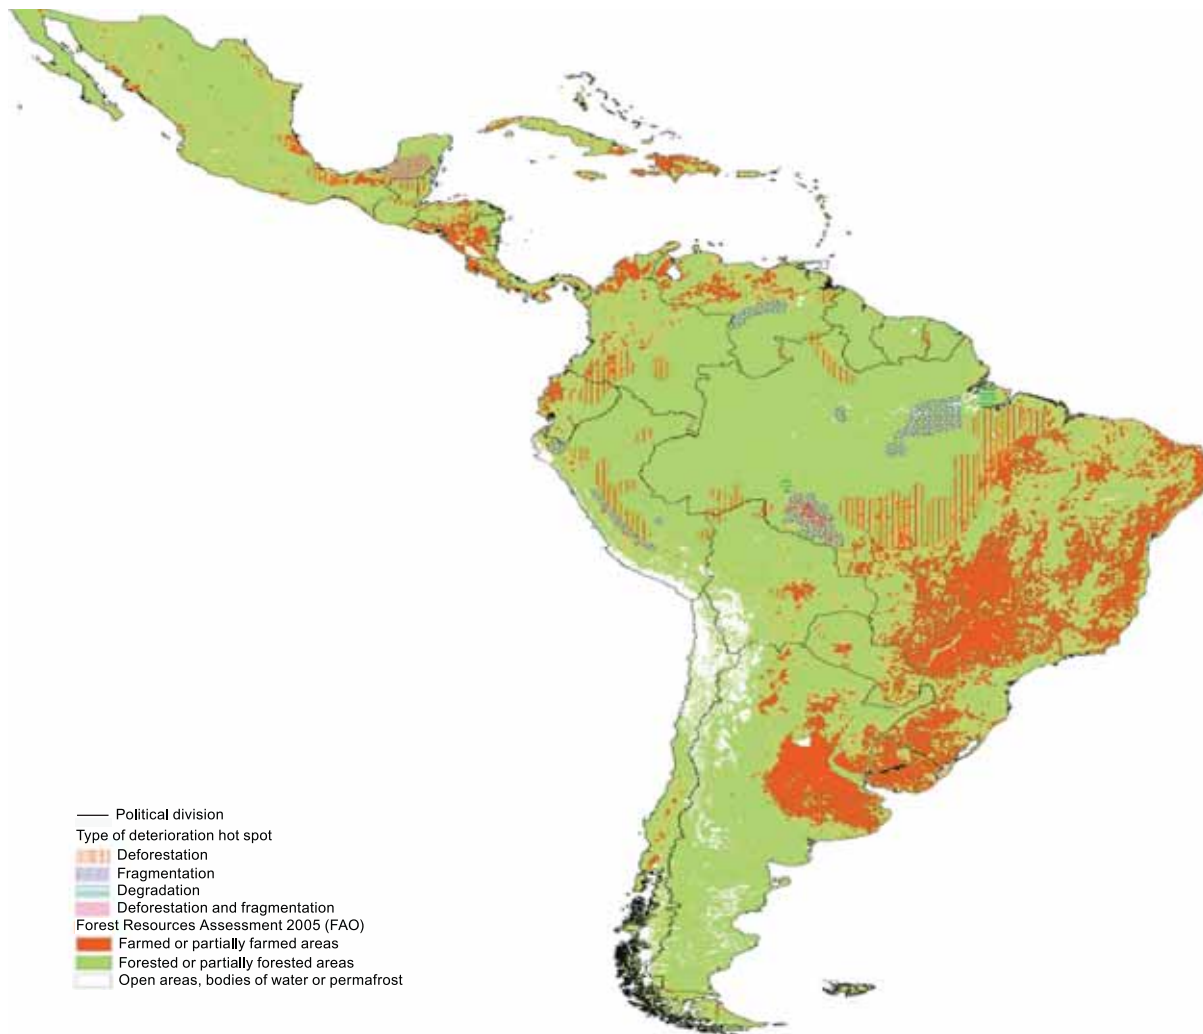 Political division
Type of deterioration hot spot
Deforestation
Fragmentation
Degradation
Deforestation and fragmentation
Forest Resources Assessment 2005 (FAO)
Farmed or partially farmed areas
Forested or partially forested areas
Open areas, bodies of water or permafrost